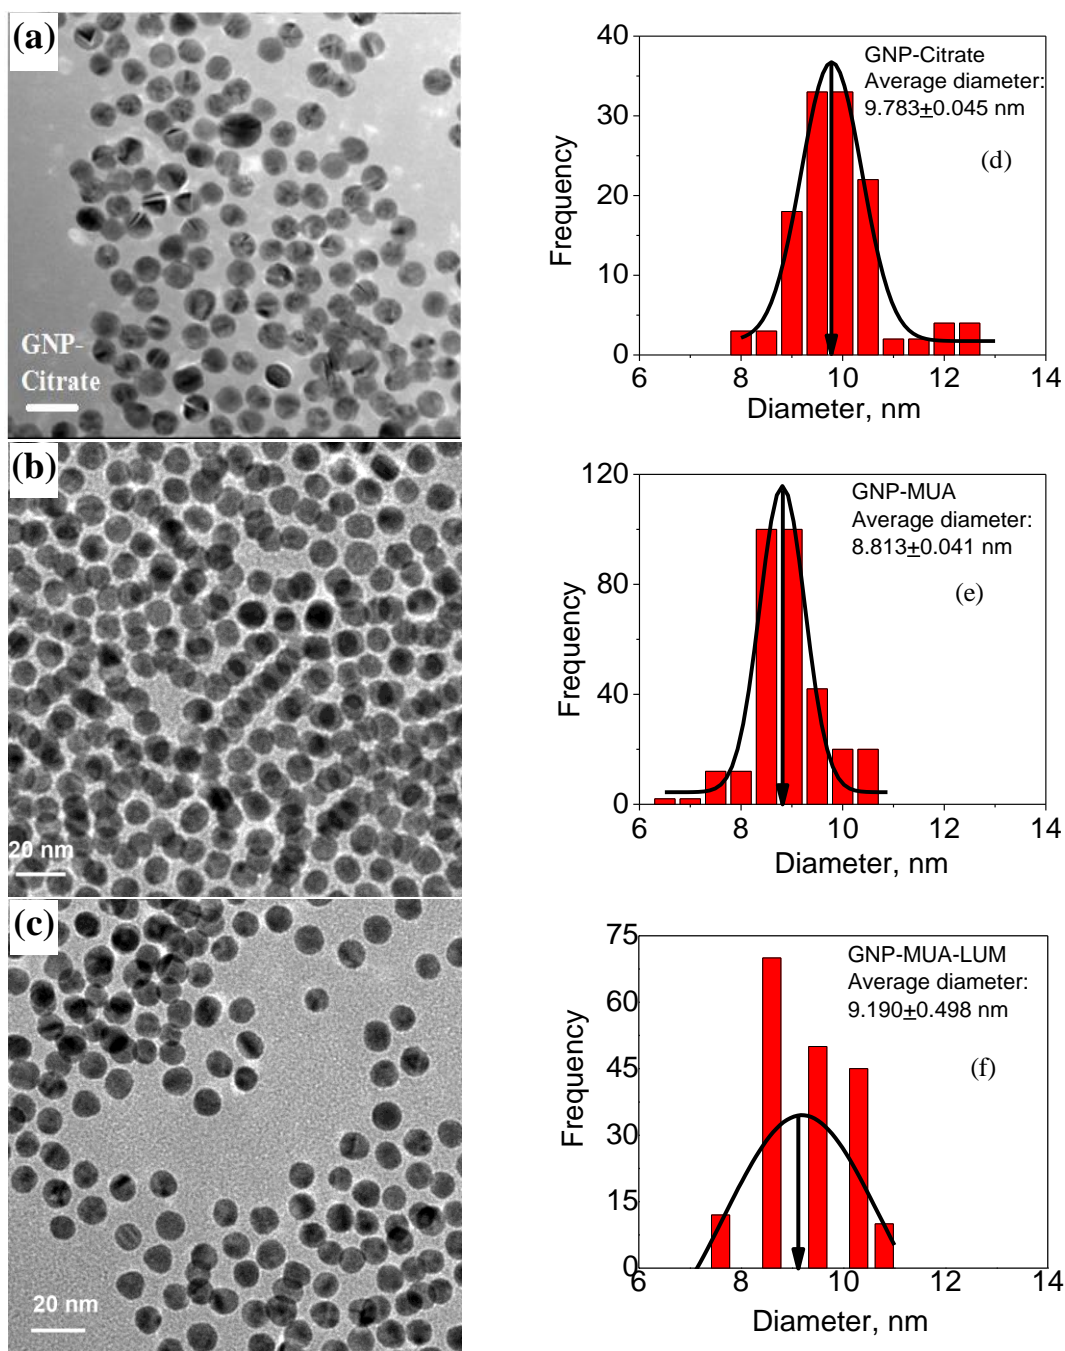 (a)
GNP-
Citrate
(b)
20 nm
(c)
20 nm
40
30
20
10
0
6
8
10
12
14
Frequency
Diameter, nm
GNP-Citrate
Average diameter:
9.783±0.045 nm
(d)
120
80
40
0
6
8
10
12
14
Frequency
Diameter, nm
GNP-MUA
Average diameter:
8.813±0.041 nm
(e)
75
60
45
30
15
0
6
8
10
12
14
Frequency
Diameter, nm
GNP-MUA-LUM
Average diameter:
9.190±0.498 nm
(f)